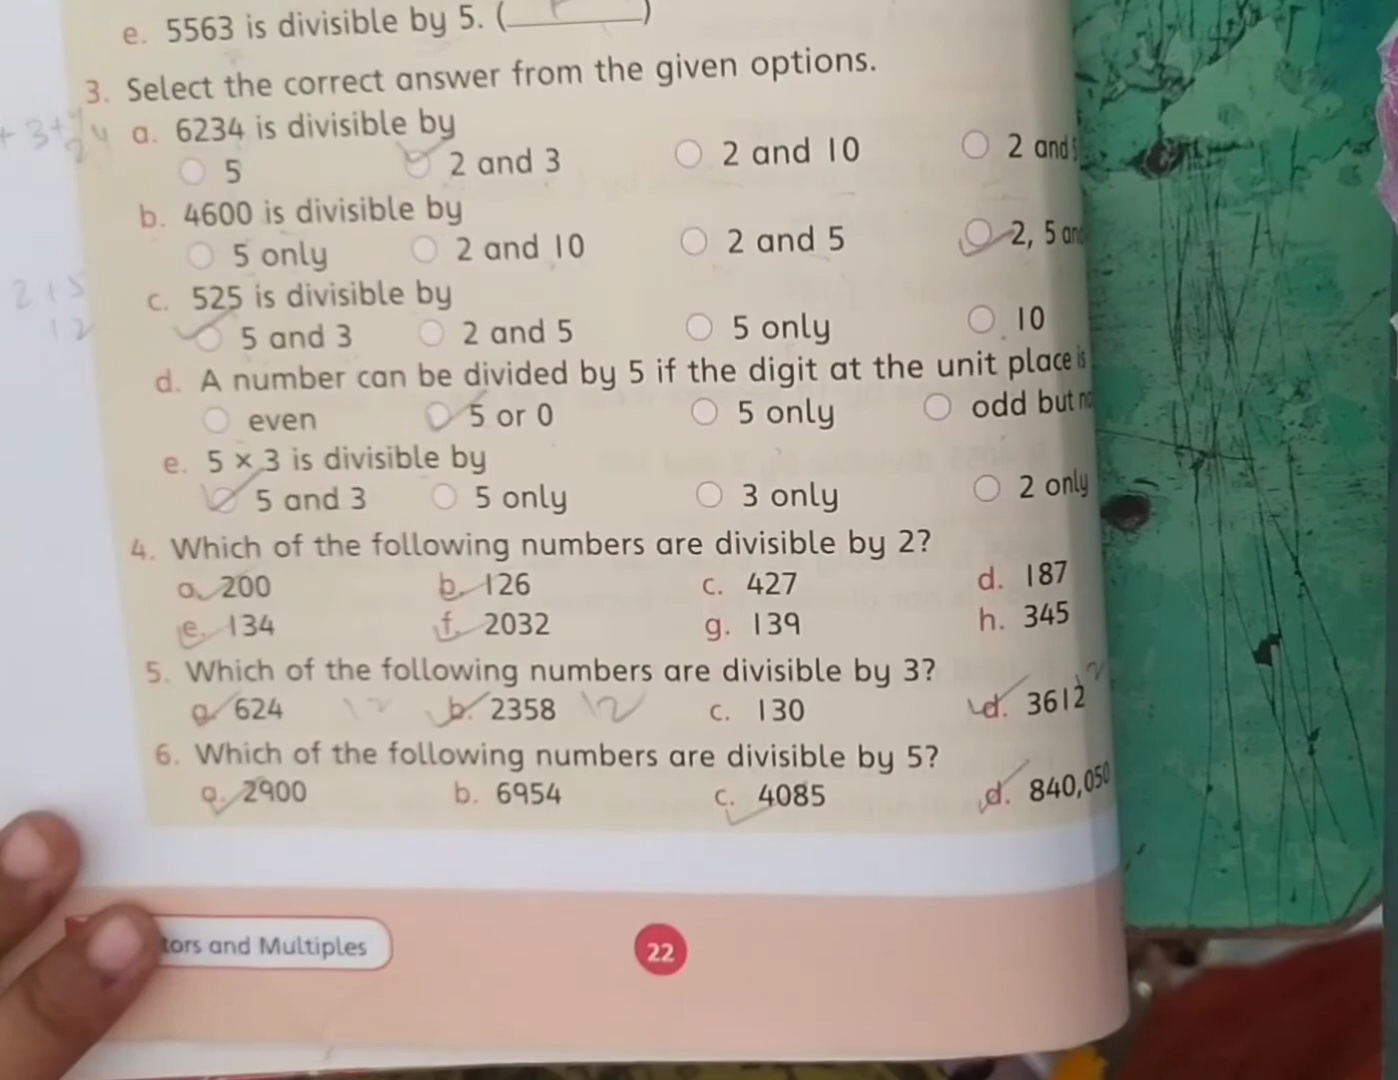 e. 5563 is divisible by 5. (________)
3. Select the correct answer from the given options.
a. 6234 is divisible by
5 2 and 3 2 and 10 2 and
b. 4600 is divisible by
5 only 2 and 10 2 and 5 2, 5 an
c. 525 is divisible by
5 and 3 2 and 5 5 only 10
d. A number can be divided by 5 if the digit at the unit place is
even 5 or 0 5 only odd but
e. 5 × 3 is divisible by
5 and 3 5 only 3 only 2 only
4. Which of the following numbers are divisible by 2?
a. 200 b. 126 c. 427 d. 187
e. 134 f. 2032 g. 139 h. 345
5. Which of the following numbers are divisible by 3?
a. 624 12 b. 2358 12 c. 130 d. 3612
6. Which of the following numbers are divisible by 5?
a. 2900 b. 6954 c. 4085 d. 840,050
tors and Multiples
22